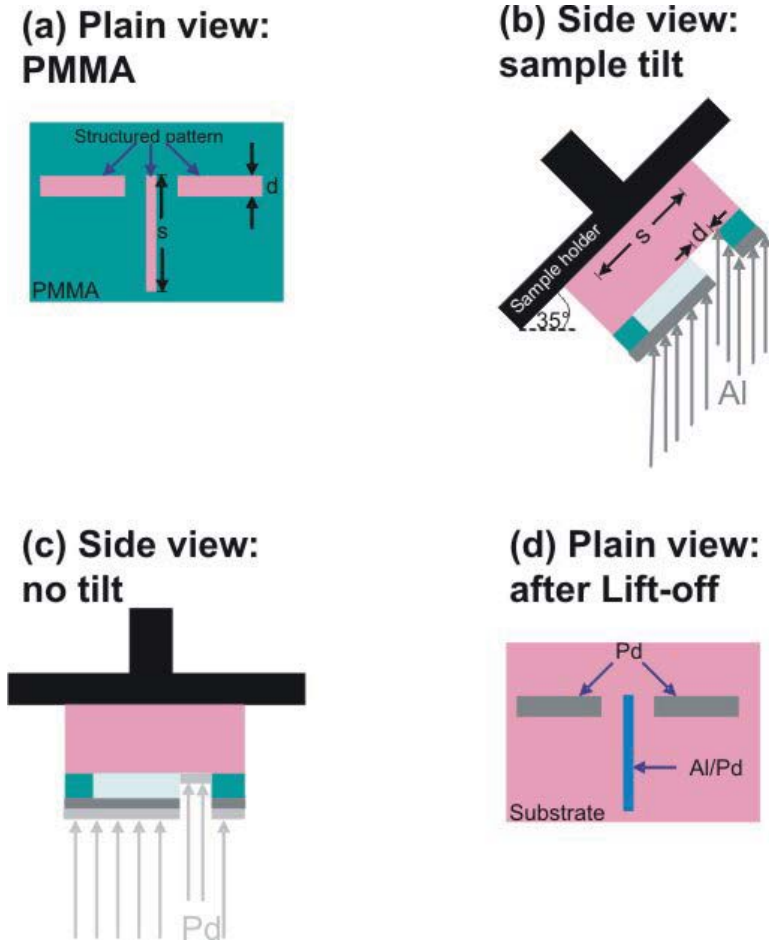 (a) Plain view:
PMMA
Structured pattern
d
s
PMMA
(b) Side view:
sample tilt
s
d
Sample holder
35°
Al
(c) Side view:
no tilt
Pd
(d) Plain view:
after Lift-off
Pd
Al/Pd
Substrate